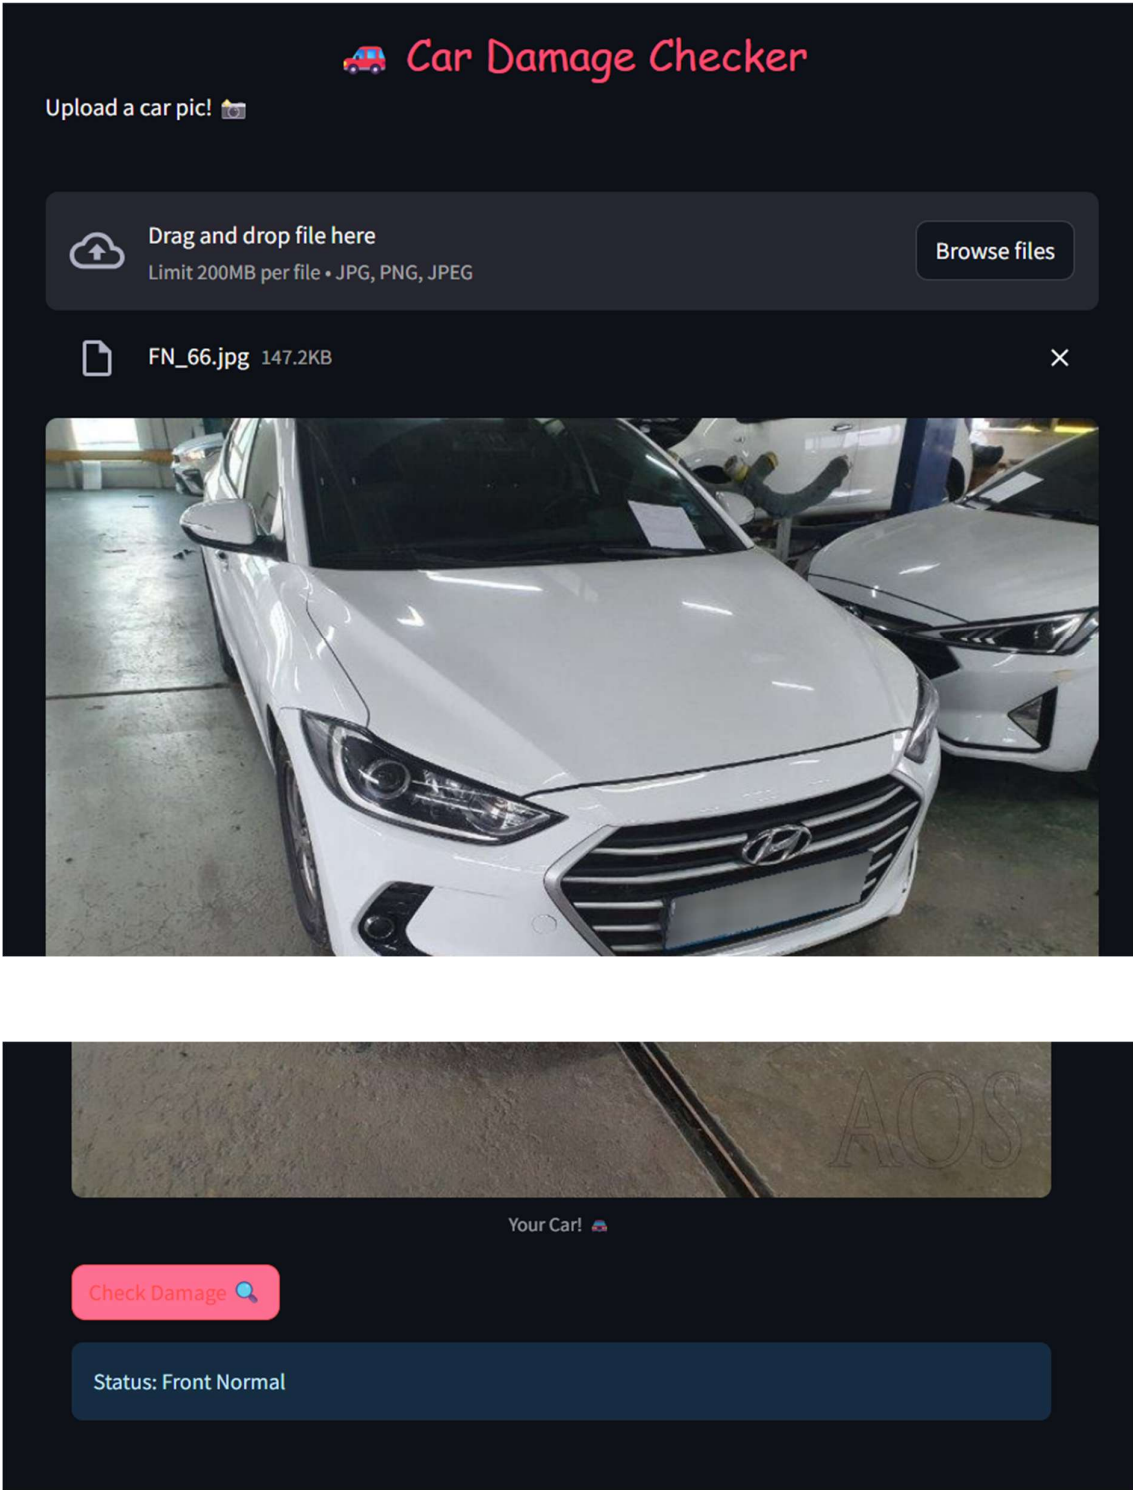 Car Damage Checker
Upload a car pic!
Drag and drop file here
Limit 200MB per file • JPG, PNG, JPEG
Browse files
FN_66.jpg 147.2KB
AOS
Your Car!
Check Damage
Status: Front Normal